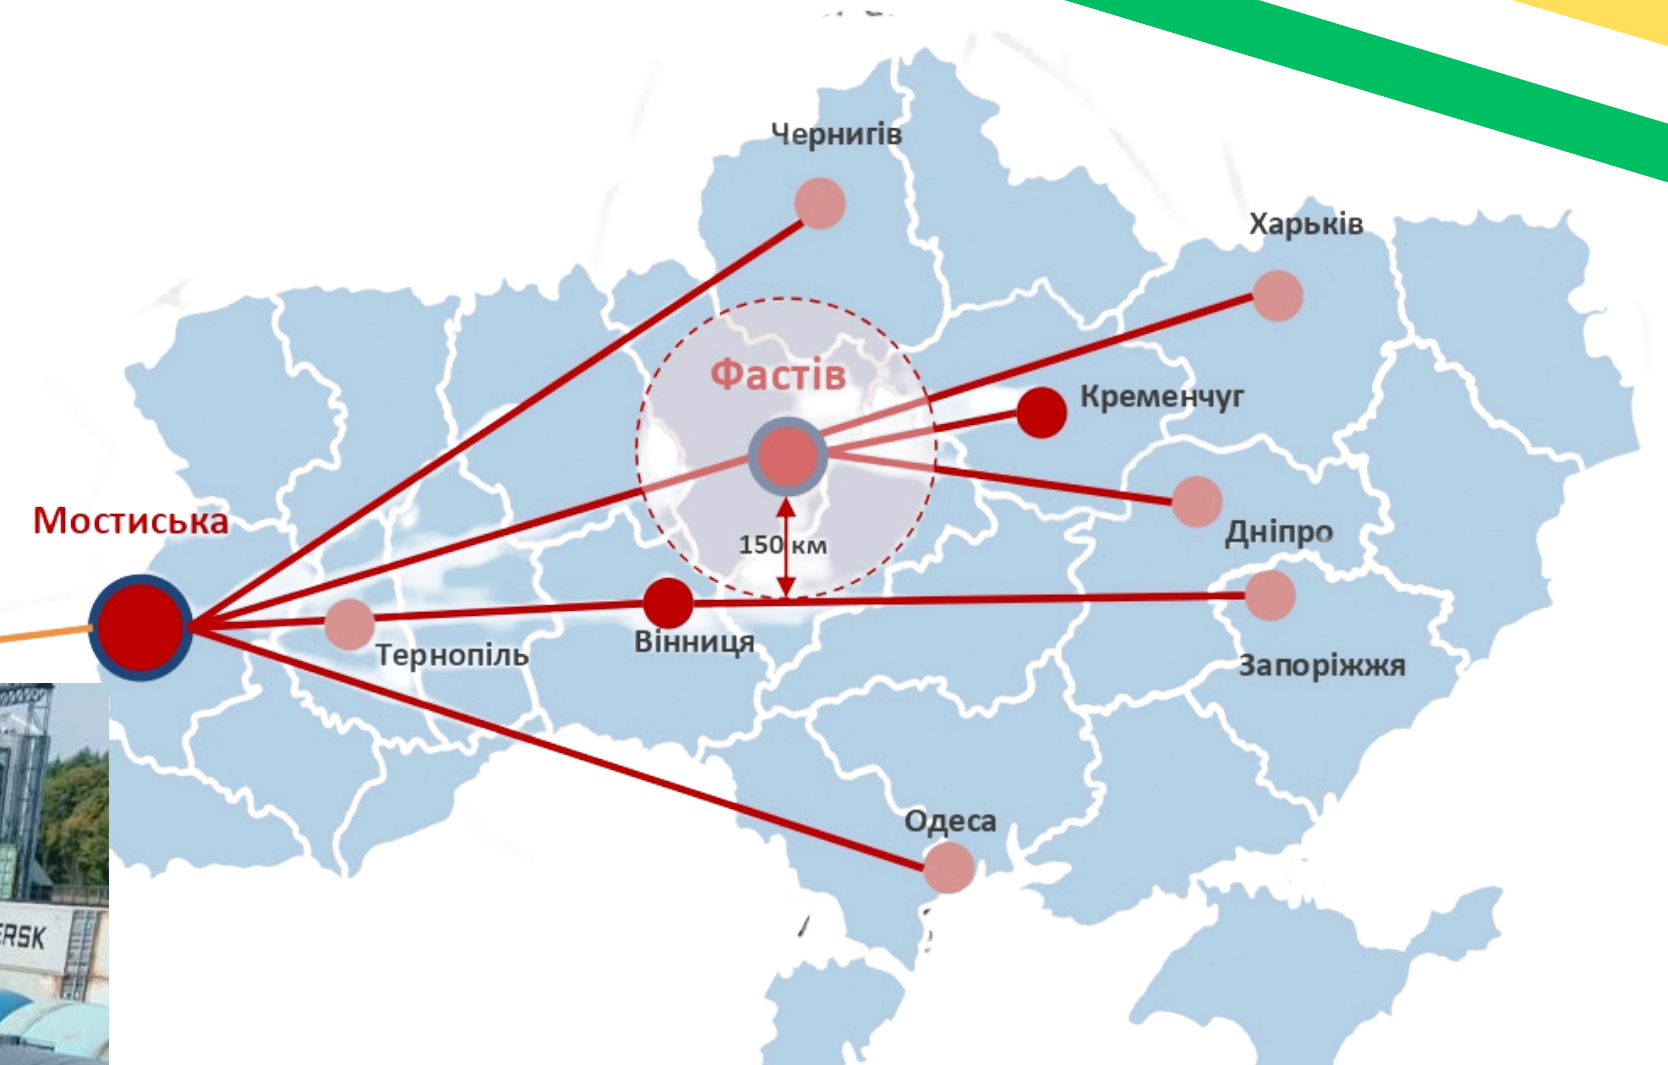 Чернигів
Харьків
Фастів
Кременчуг
Мостиська
150 км
Дніпро
Тернопіль
Вінниця
Запоріжжя
Одеса
ERSK